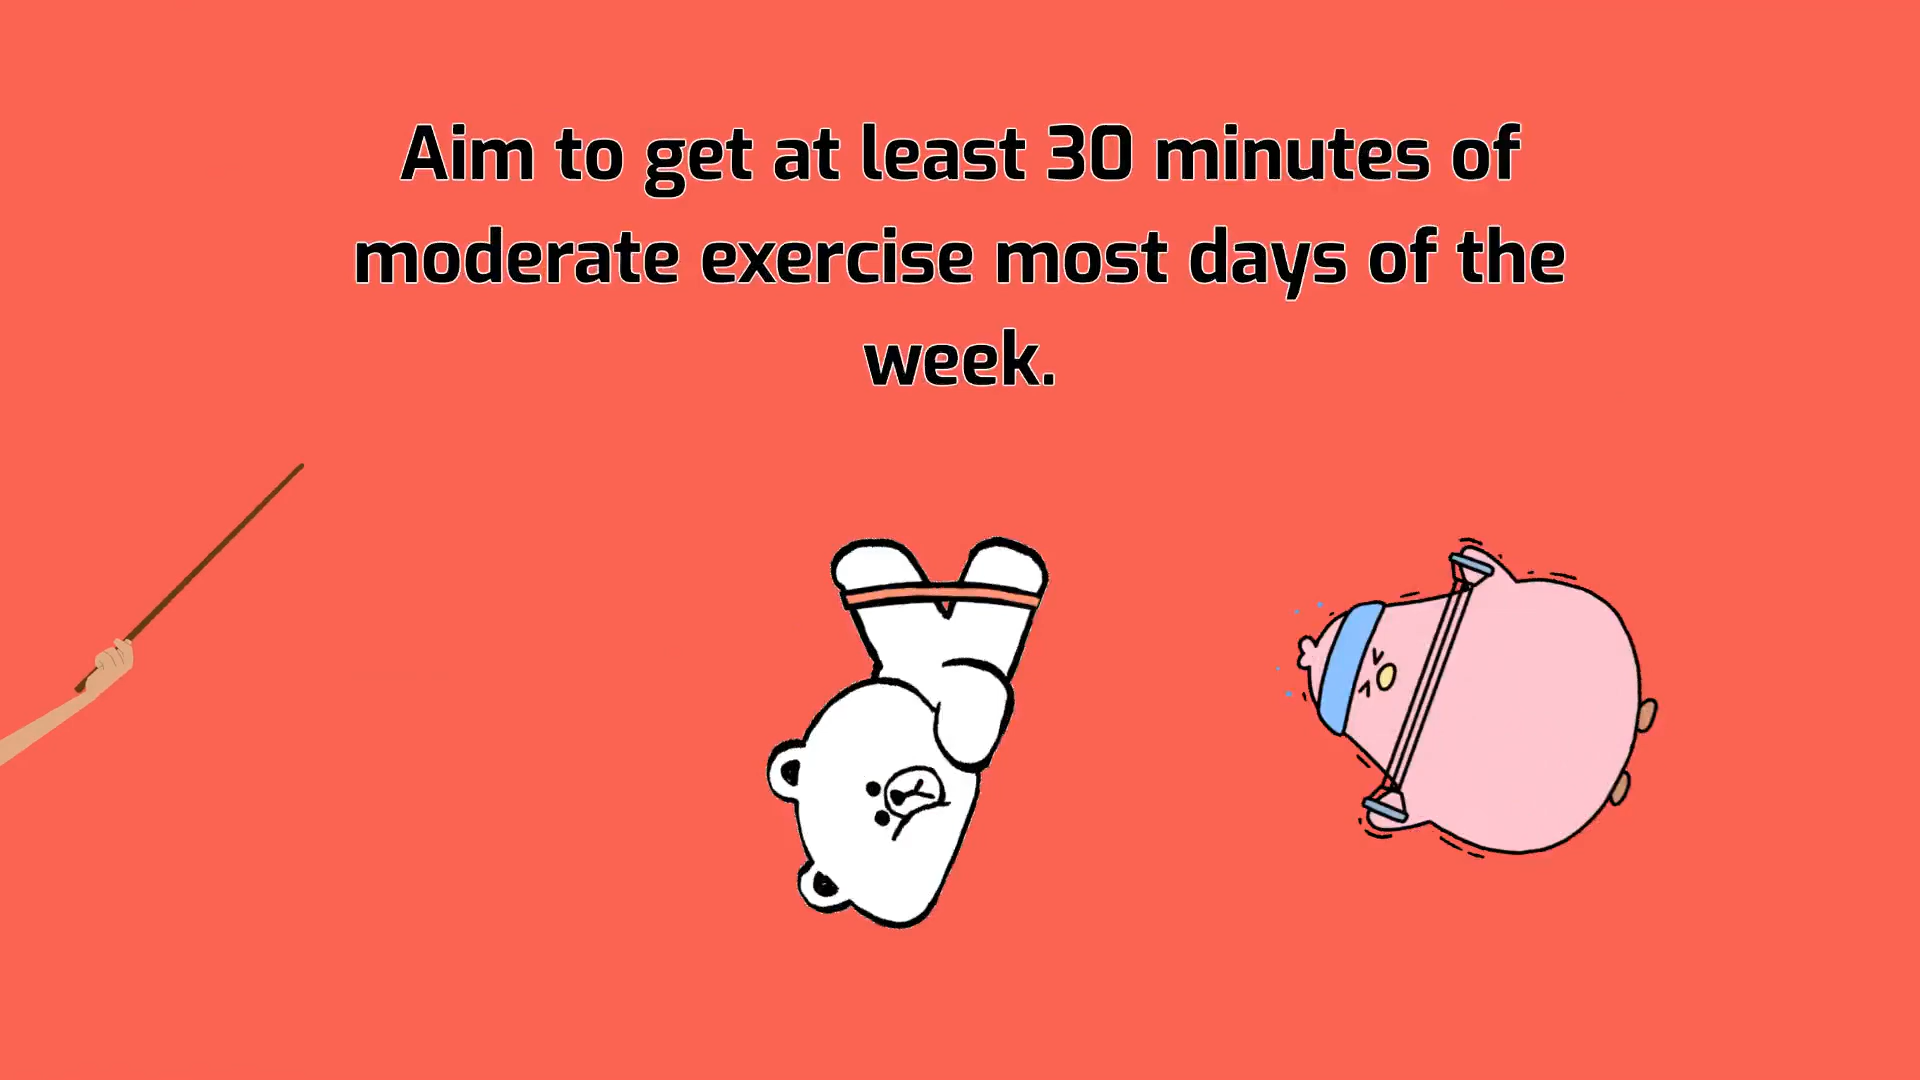 Aim to get at least 30 minutes of
moderate exercise most days of the
week.